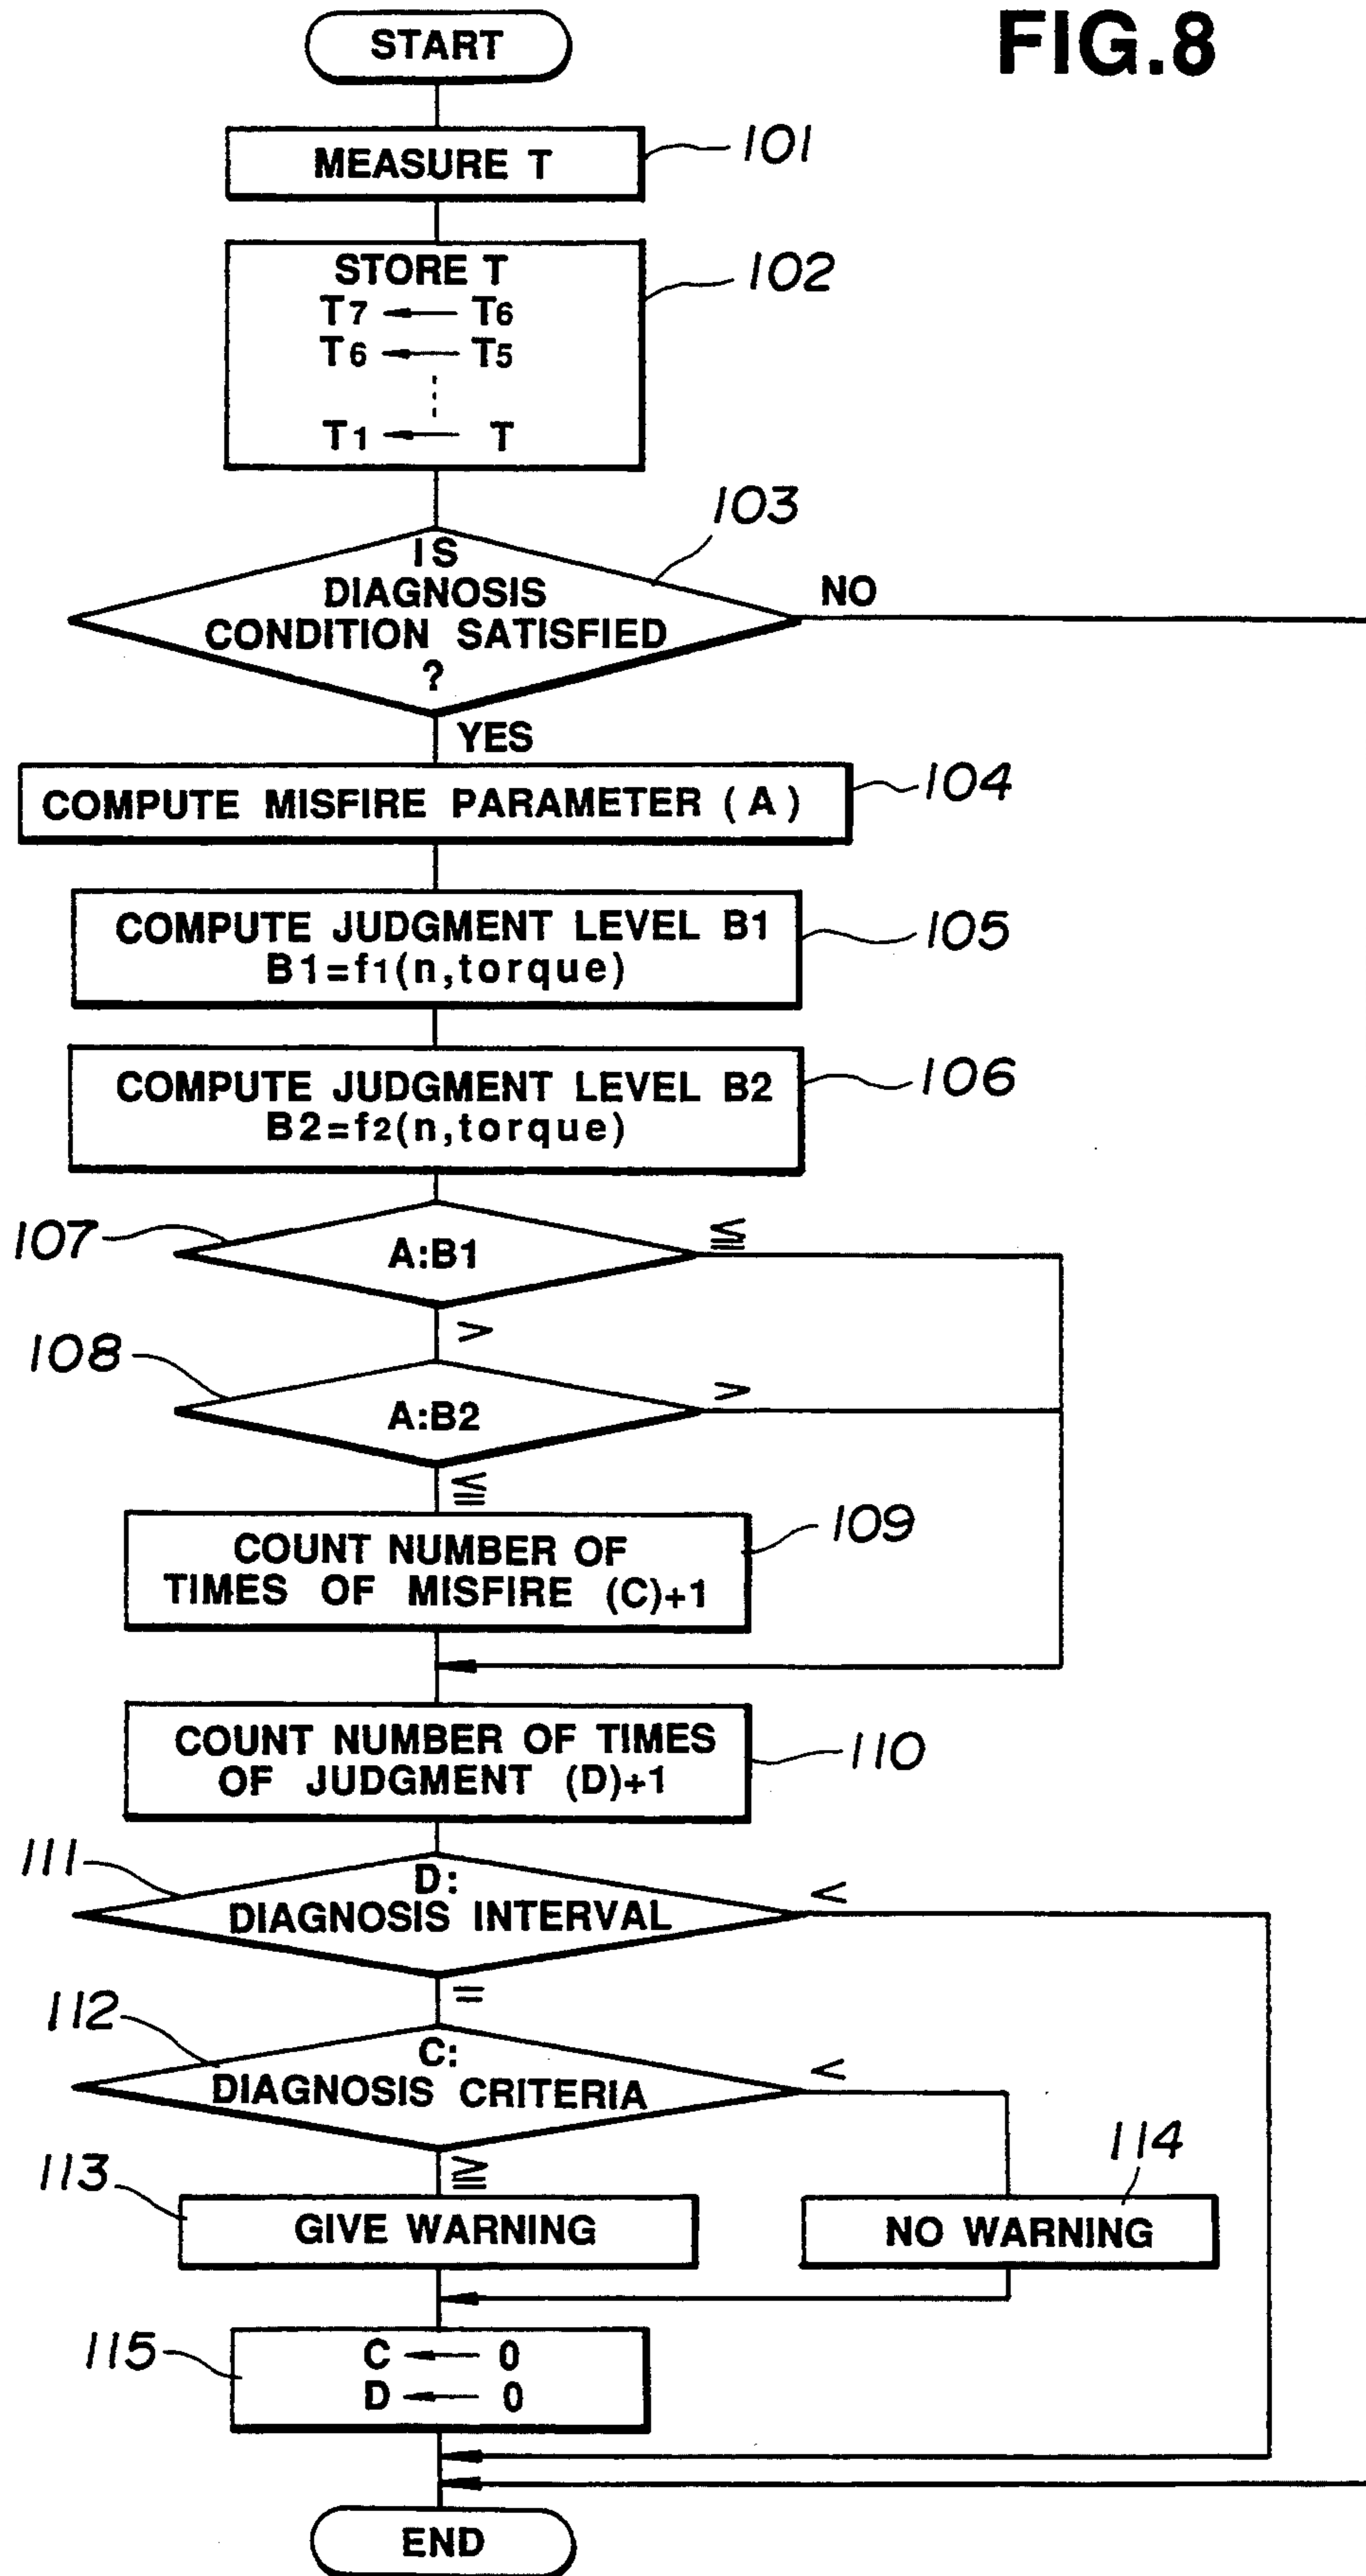 FIG.8
START
MEASURE T
101
STORE T
102
T7 ← T6
T6 ← T5
T1 ← T
103
IS
DIAGNOSIS
CONDITION SATISFIED
?
NO
YES
COMPUTE MISFIRE PARAMETER (A)
104
COMPUTE JUDGMENT LEVEL B1
B1=f1(n,torque)
105
COMPUTE JUDGMENT LEVEL B2
B2=f2(n,torque)
106
107
A:B1
≦
>
108
A:B2
>
≦
COUNT NUMBER OF
TIMES OF MISFIRE (C)+1
109
COUNT NUMBER OF TIMES
OF JUDGMENT (D)+1
110
111
D:
DIAGNOSIS INTERVAL
<
=
112
C:
DIAGNOSIS CRITERIA
<
≧
113
GIVE WARNING
114
NO WARNING
115
C ← 0
D ← 0
END